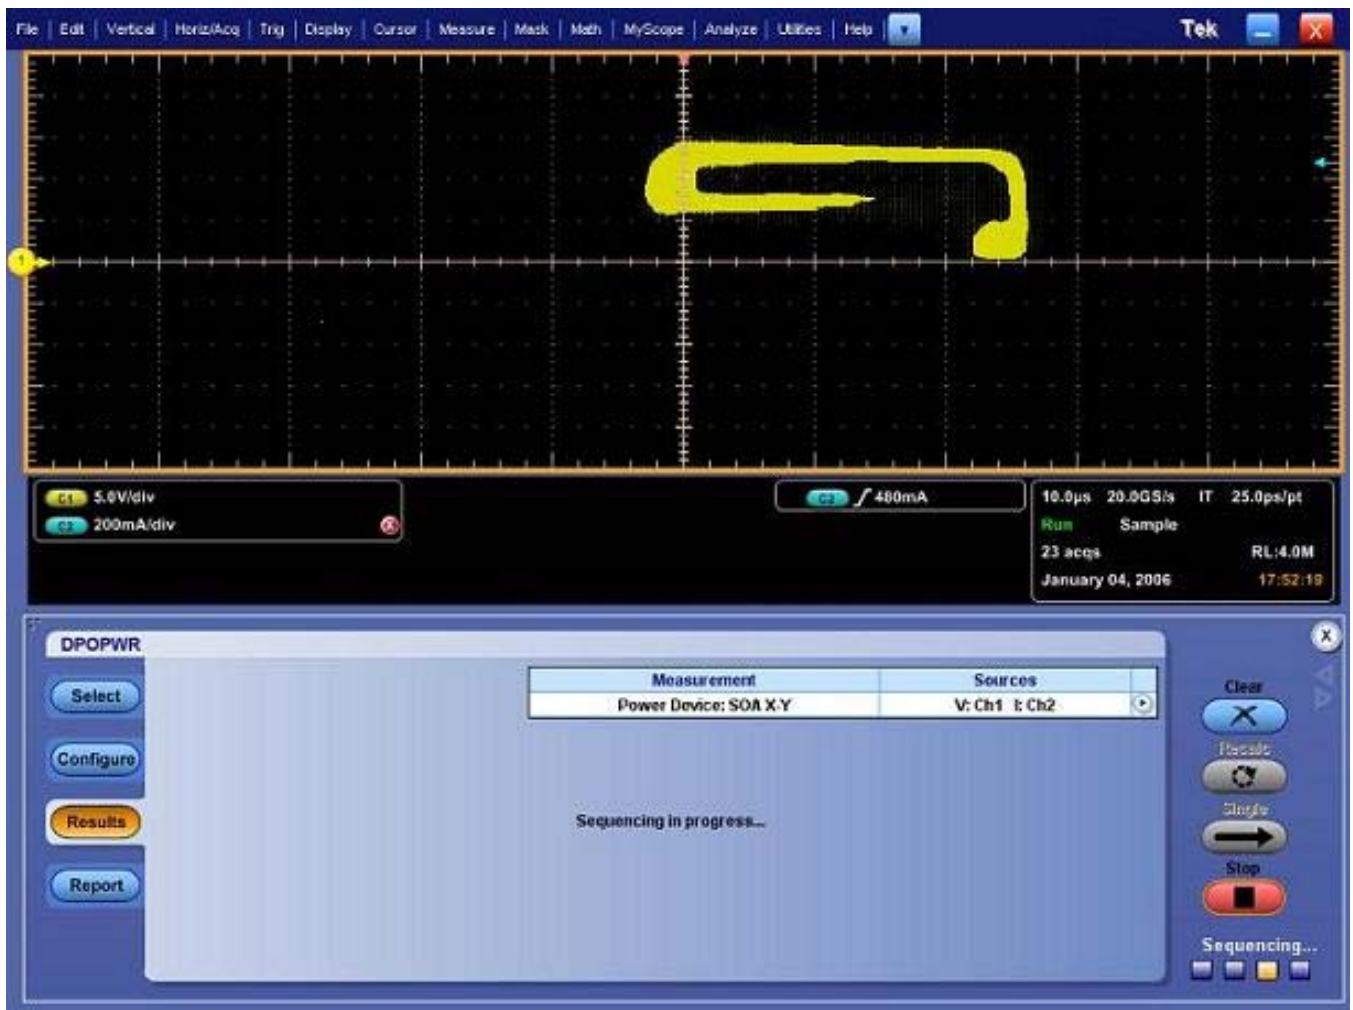 File | Edit | Vertical | Horiz/Acq | Trig | Display | Cursor | Measure | Mask | Math | MyScope | Analyze | Utilities | Help Tek X
1
C1 5.0V/div
C2 200mA/div
C2 480mA
10.0µs 20.0GS/s IT 25.0ps/pt
Run Sample
23 acqs RL:4.0M
January 04, 2006 17:52:19
DPOPWR X
Select
Configure
Results
Report
Measurement Sources
Power Device: SOA X-Y V: Ch1 I: Ch2
Sequencing in progress...
Clear
Recalc
Single
Stop
Sequencing...